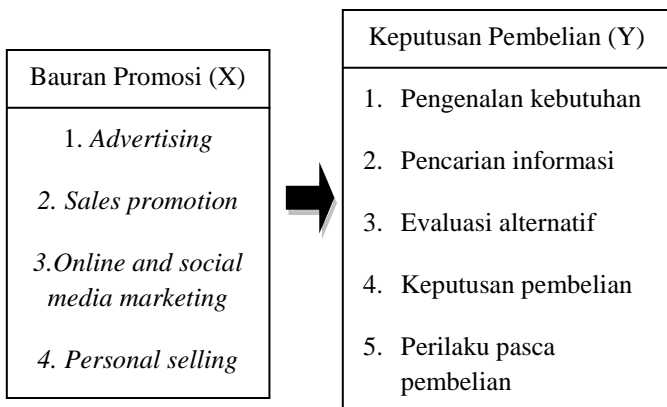 Bauran Promosi (X)
1. Advertising
2. Sales promotion
3.Online and social
media marketing
4. Personal selling
Keputusan Pembelian (Y)
1. Pengenalan kebutuhan
2. Pencarian informasi
3. Evaluasi alternatif
4. Keputusan pembelian
5. Perilaku pasca
pembelian